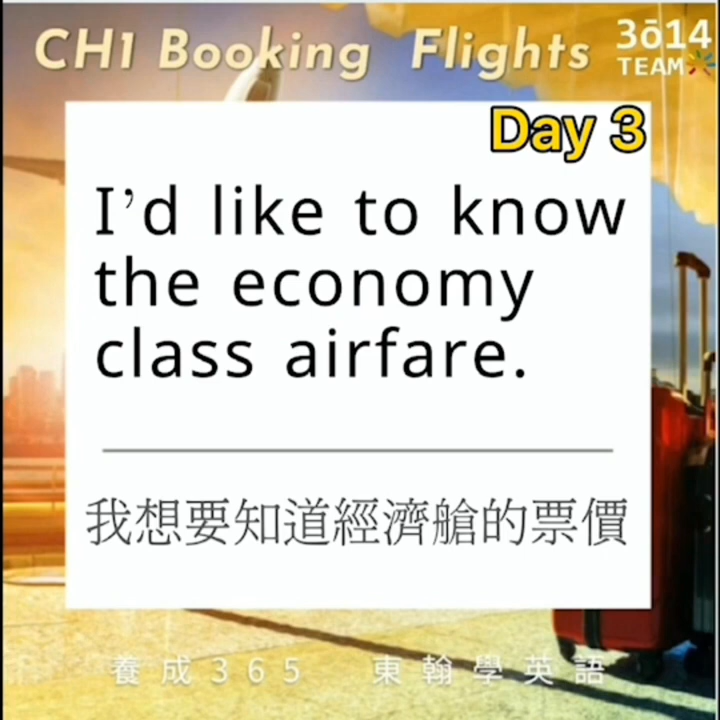 CH1 Booking Flights
3ō14
TEAM
Day 3
I’d like to know
the economy
class airfare.
我想要知道經濟艙的票價
養成365 東翰學英語